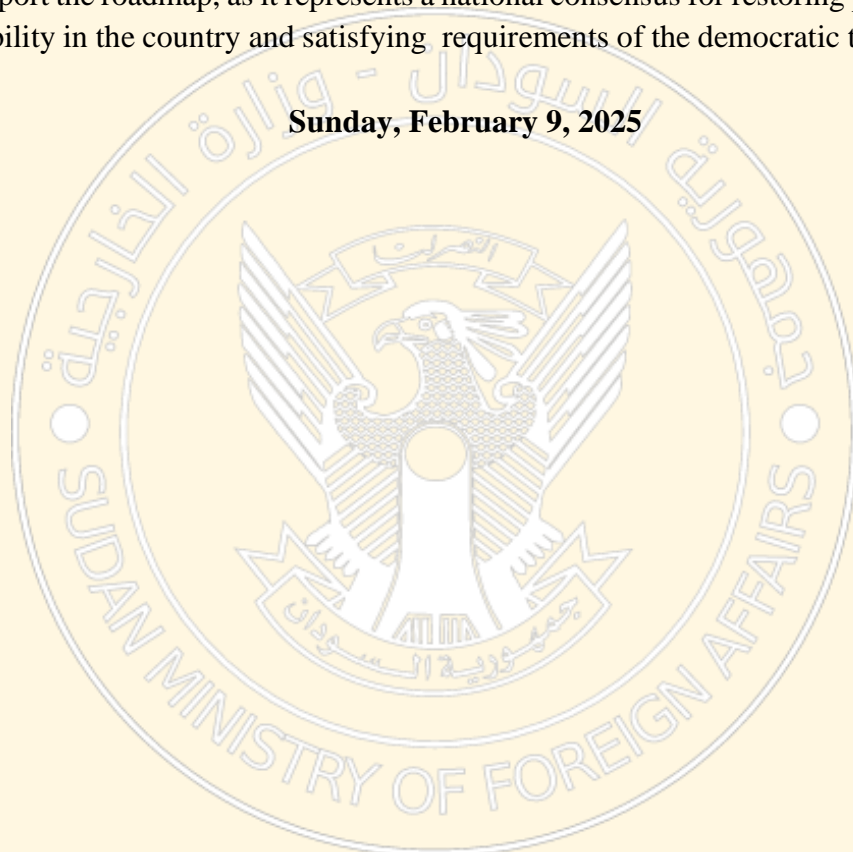 port the roadmap, as it represents a national consensus for restoring
bility in the country and satisfying requirements of the democratic
Sunday, February 9, 2025
جمهورية السودان - وزارة الخارجية
النصر لنا
جمهورية السودان
SUDAN MINISTRY OF FOREIGN AFFAIRS